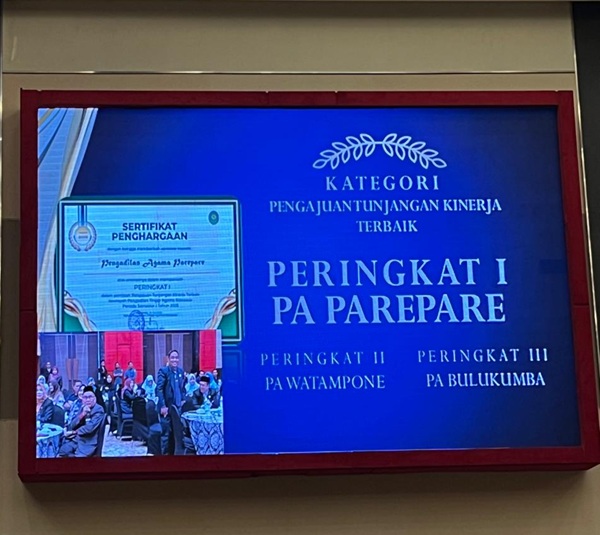 SERTIFIKAT
PENGHARGAAN
Pengadilan Agama Parepare
PERINGKAT I
KATEGORI
PENGAJUAN TUNJANGAN KINERJA
TERBAIK
PERINGKAT I
PA PAREPARE
PERINGKAT II
PA WATAMPONE
PERINGKAT III
PA BULUKUMBA